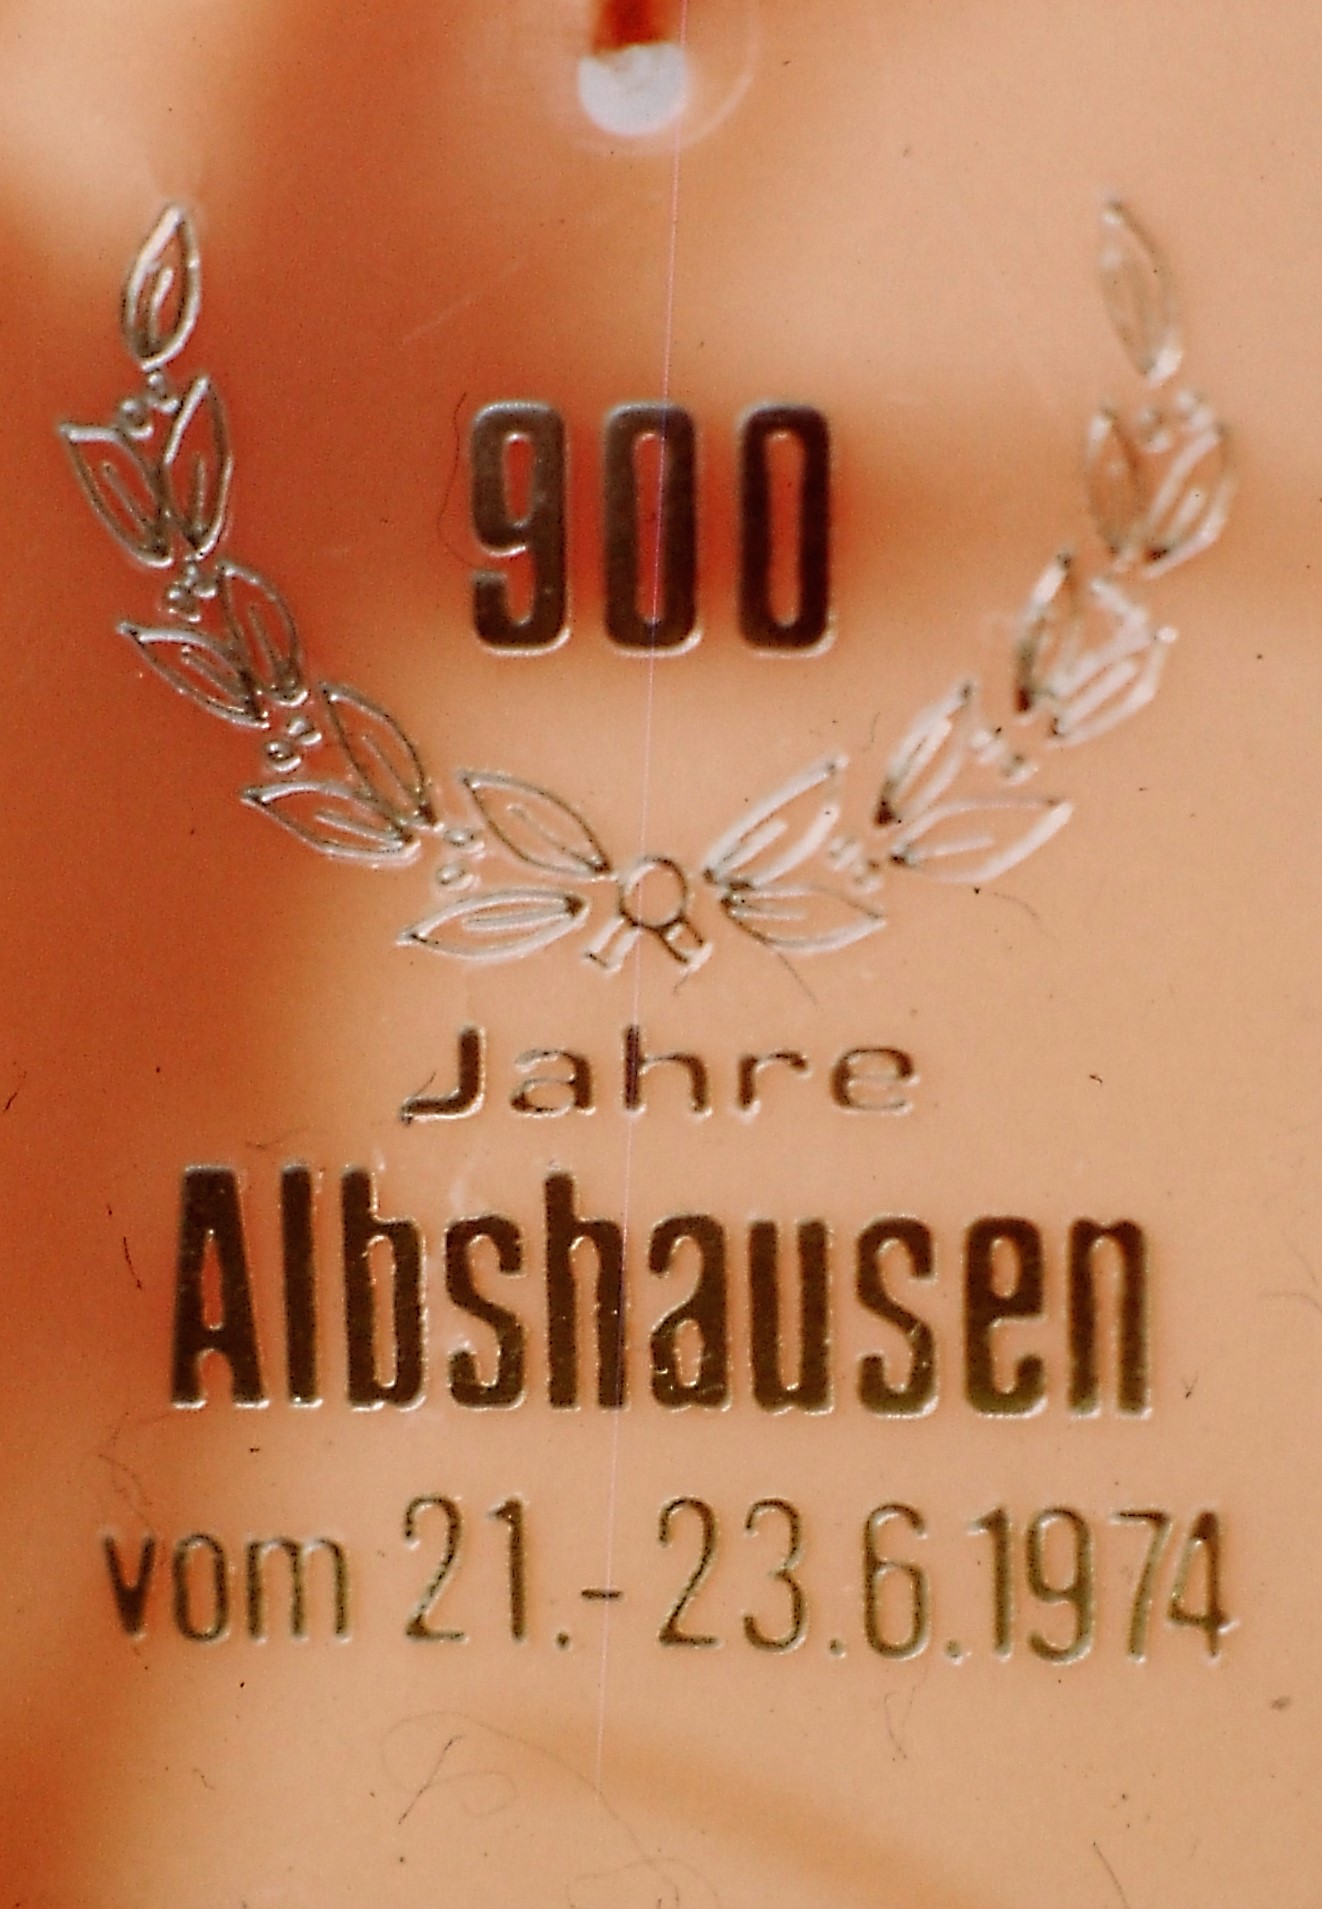 900
Jahre
Albshausen
vom 21.-23.6.1974